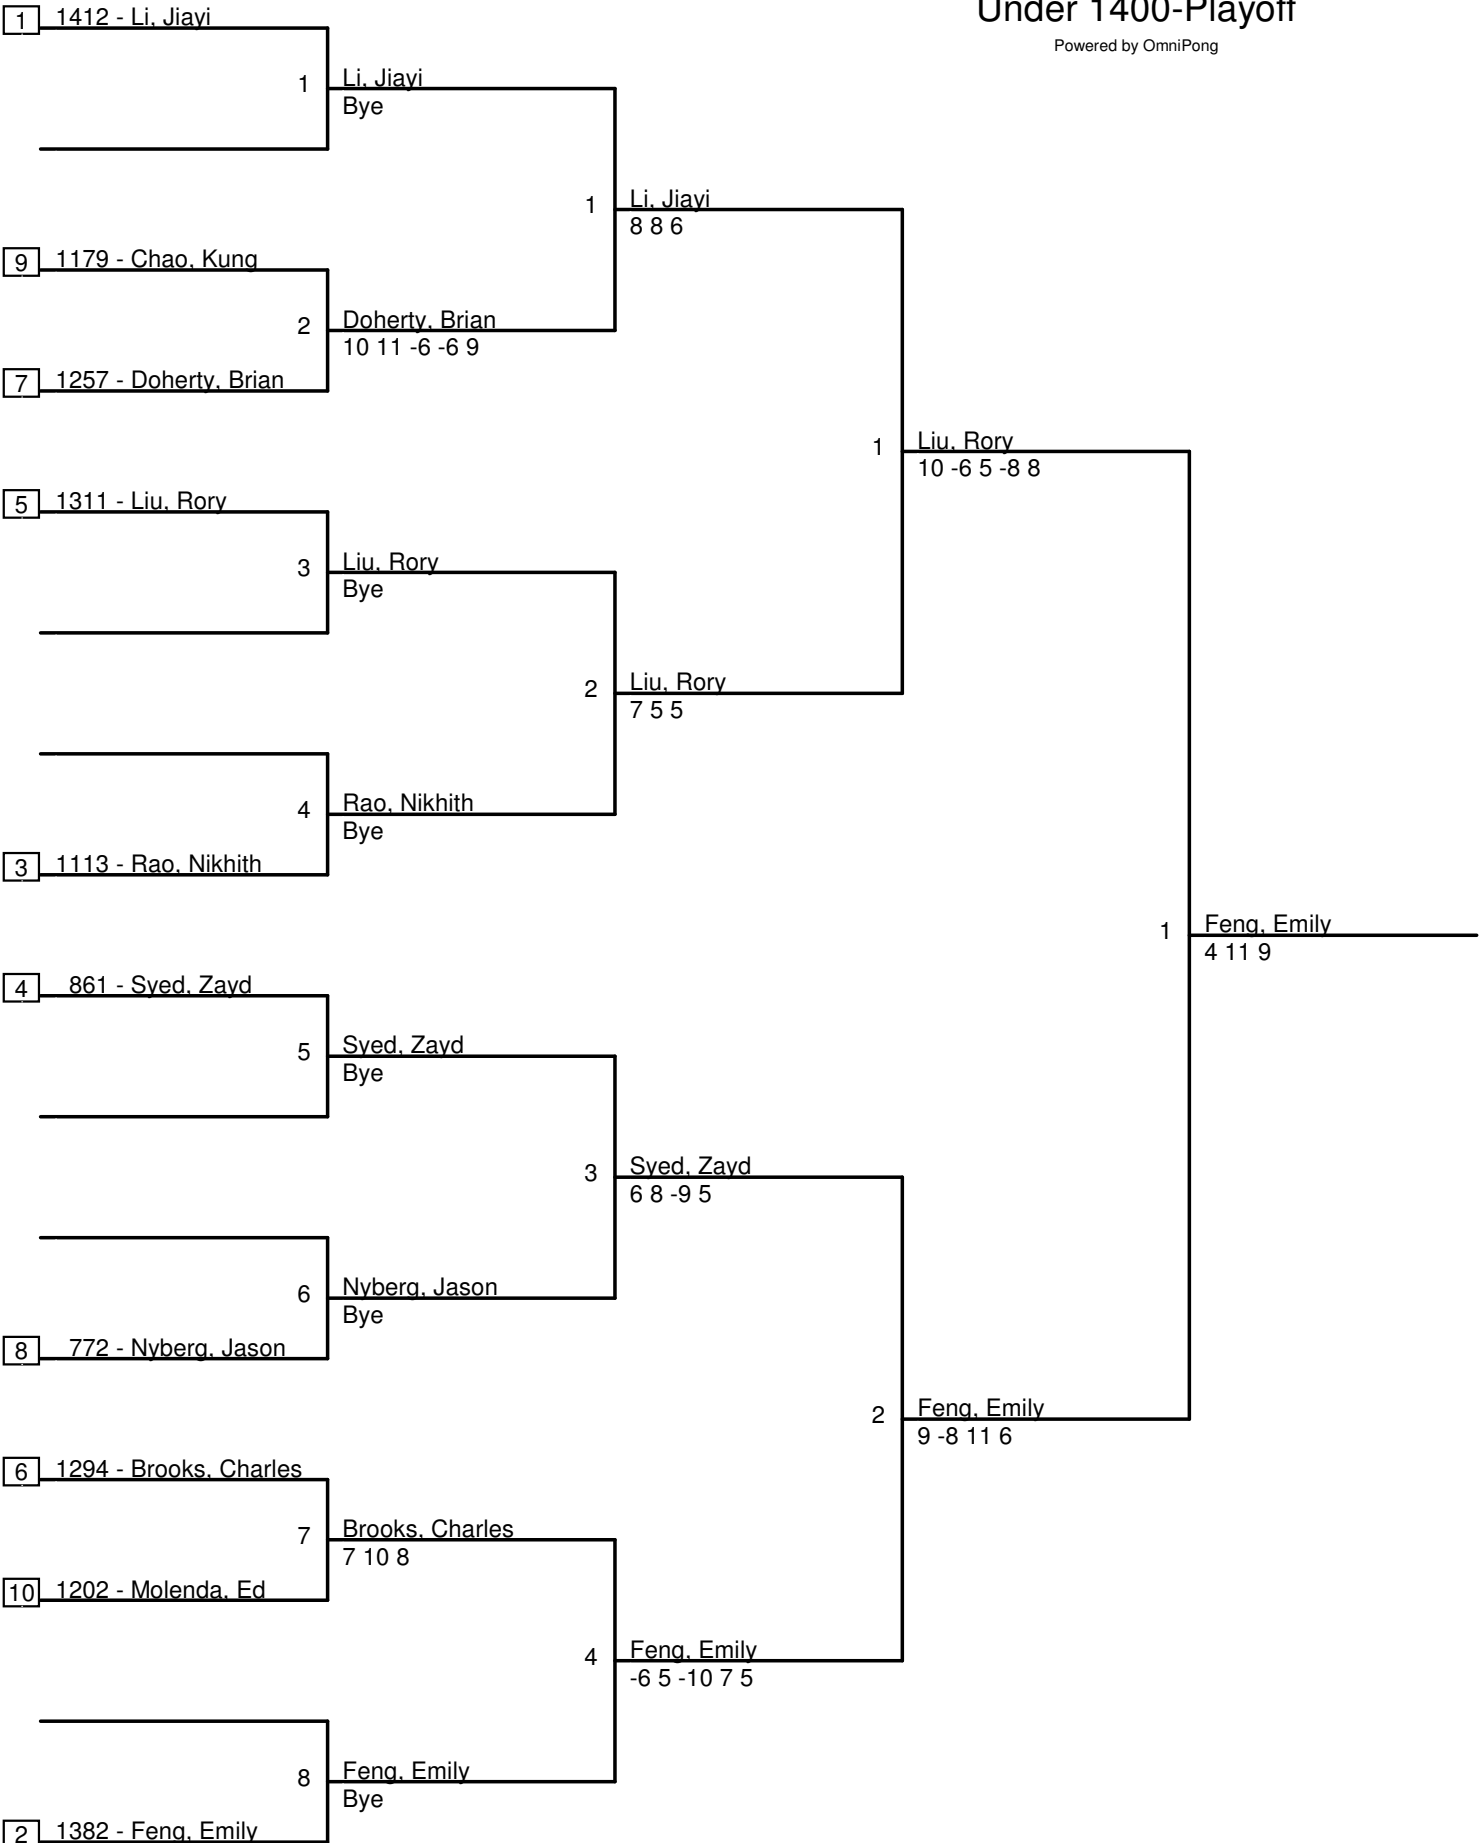 Under 1400-Playoff
Powered by OmniPong
1 1412 - Li, Jiayi
1 Li, Jiayi
Bye
1 Li, Jiayi
8 8 6
9 1179 - Chao, Kung
2 Doherty, Brian
10 11 -6 -6 9
7 1257 - Doherty, Brian
1 Liu, Rory
10 -6 5 -8 8
5 1311 - Liu, Rory
3 Liu, Rory
Bye
2 Liu, Rory
7 5 5
4 Rao, Nikhith
Bye
3 1113 - Rao, Nikhith
1 Feng, Emily
4 11 9
4 861 - Syed, Zayd
5 Syed, Zayd
Bye
3 Syed, Zayd
6 8 -9 5
6 Nyberg, Jason
Bye
8 772 - Nyberg, Jason
2 Feng, Emily
9 -8 11 6
6 1294 - Brooks, Charles
7 Brooks, Charles
7 10 8
10 1202 - Molenda, Ed
4 Feng, Emily
-6 5 -10 7 5
8 Feng, Emily
Bye
2 1382 - Feng, Emily